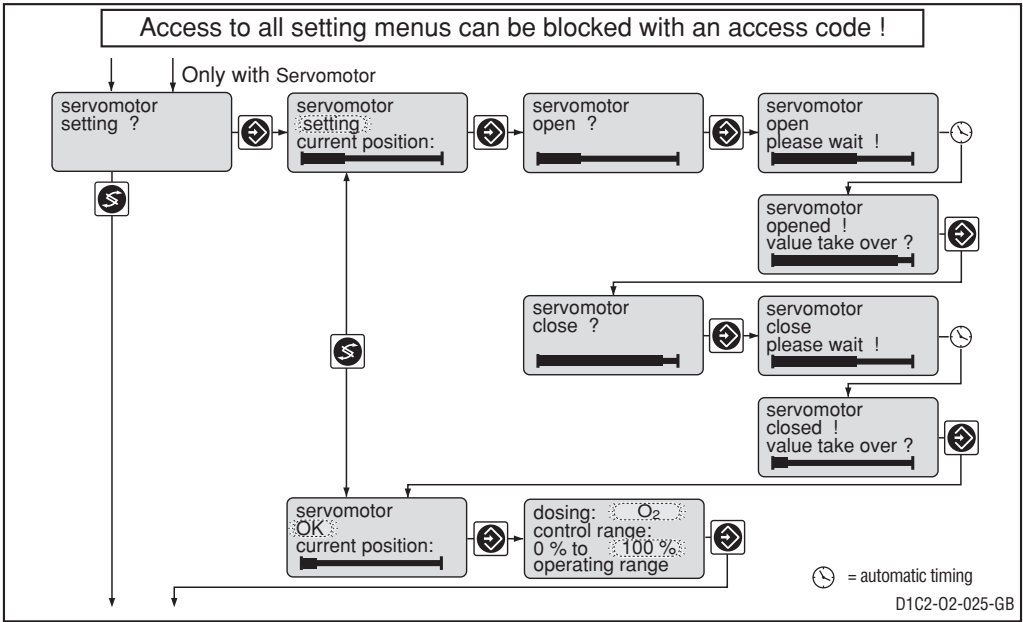 Access to all setting menus can be blocked with an access code !
Only with Servomotor
servomotor
setting ?
servomotor
setting
current position:
servomotor
open ?
servomotor
open
please wait !
servomotor
opened !
value take over ?
servomotor
close ?
servomotor
close
please wait !
servomotor
closed !
value take over ?
servomotor
OK
current position:
dosing: O₂
control range:
0 % to 100 %
operating range
= automatic timing
D1C2-O2-025-GB